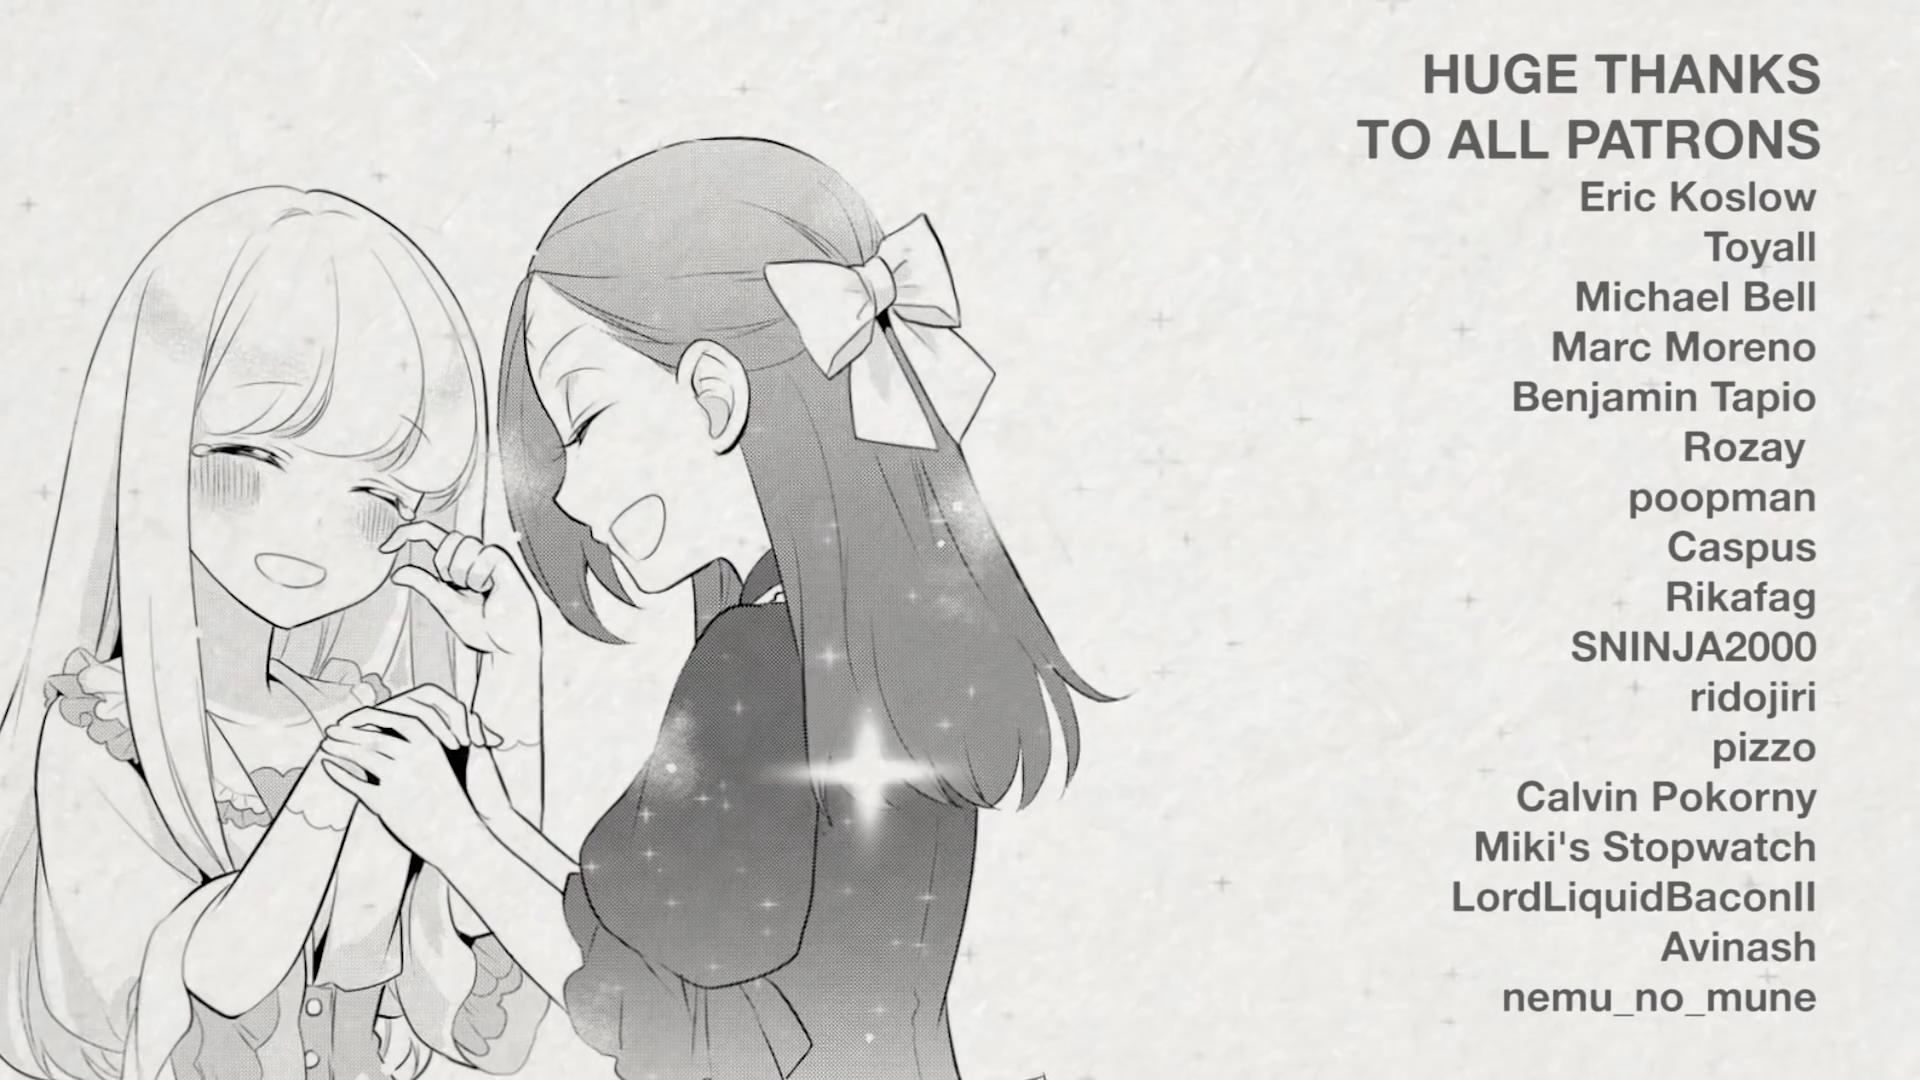 HUGE THANKS
TO ALL PATRONS
Eric Koslow
Toyall
Michael Bell
Marc Moreno
Benjamin Tapio
Rozay
poopman
Caspus
Rikafag
SNINJA2000
ridojiri
pizzo
Calvin Pokorny
Miki's Stopwatch
LordLiquidBaconII
Avinash
nemu_no_mune